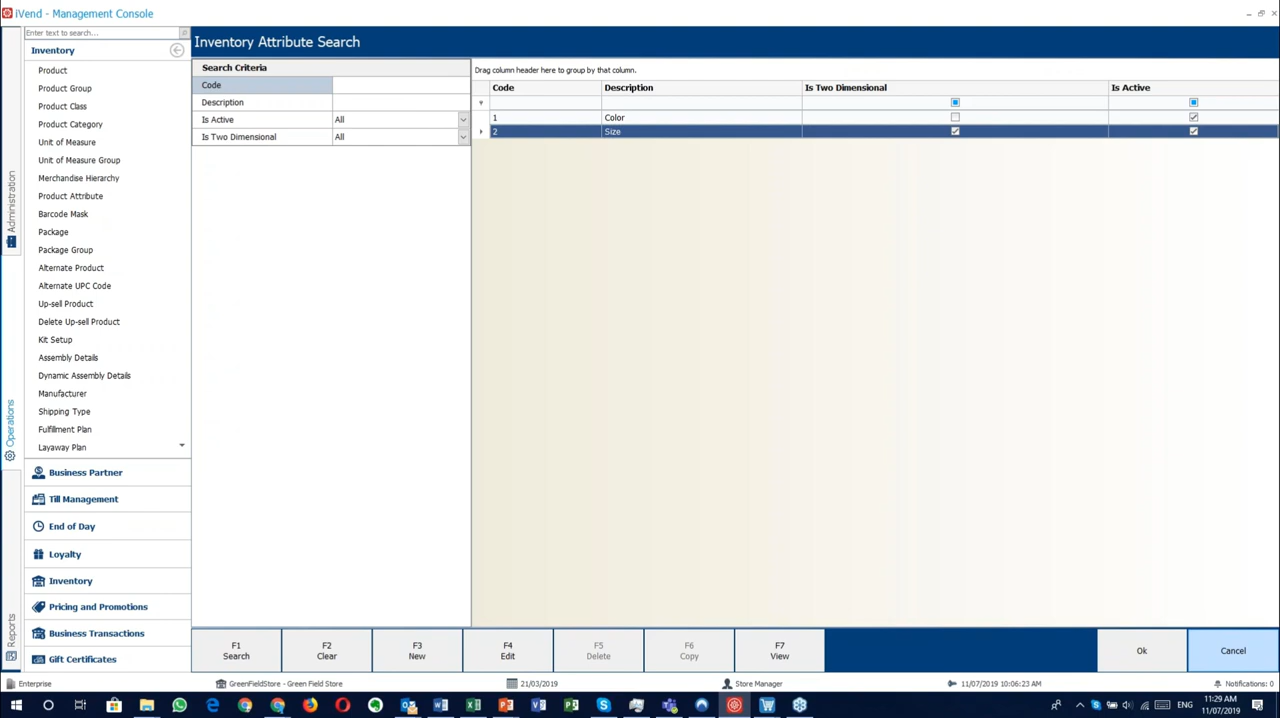 iVend - Management Console
Enter text to search...
Inventory
Product
Product Group
Product Class
Product Category
Unit of Measure
Unit of Measure Group
Merchandise Hierarchy
Product Attribute
Barcode Mask
Package
Package Group
Alternate Product
Alternate UPC Code
Up-sell Product
Delete Up-sell Product
Kit Setup
Assembly Details
Dynamic Assembly Details
Manufacturer
Shipping Type
Fulfillment Plan
Layaway Plan
Business Partner
Till Management
End of Day
Loyalty
Inventory
Pricing and Promotions
Business Transactions
Gift Certificates
Administration
Operations
Reports
Inventory Attribute Search
Search Criteria
Code
Description
Is Active All
Is Two Dimensional All
Drag column header here to group by that column.
Code Description Is Two Dimensional Is Active
1 Color
2 Size
F1 Search
F2 Clear
F3 New
F4 Edit
F5 Delete
F6 Copy
F7 View
Ok
Cancel
Enterprise GreenFieldStore - Green Field Store 21/03/2019 Store Manager 11/07/2019 10:06:23 AM Notifications: 0
ENG 11:29 AM
11/07/2019